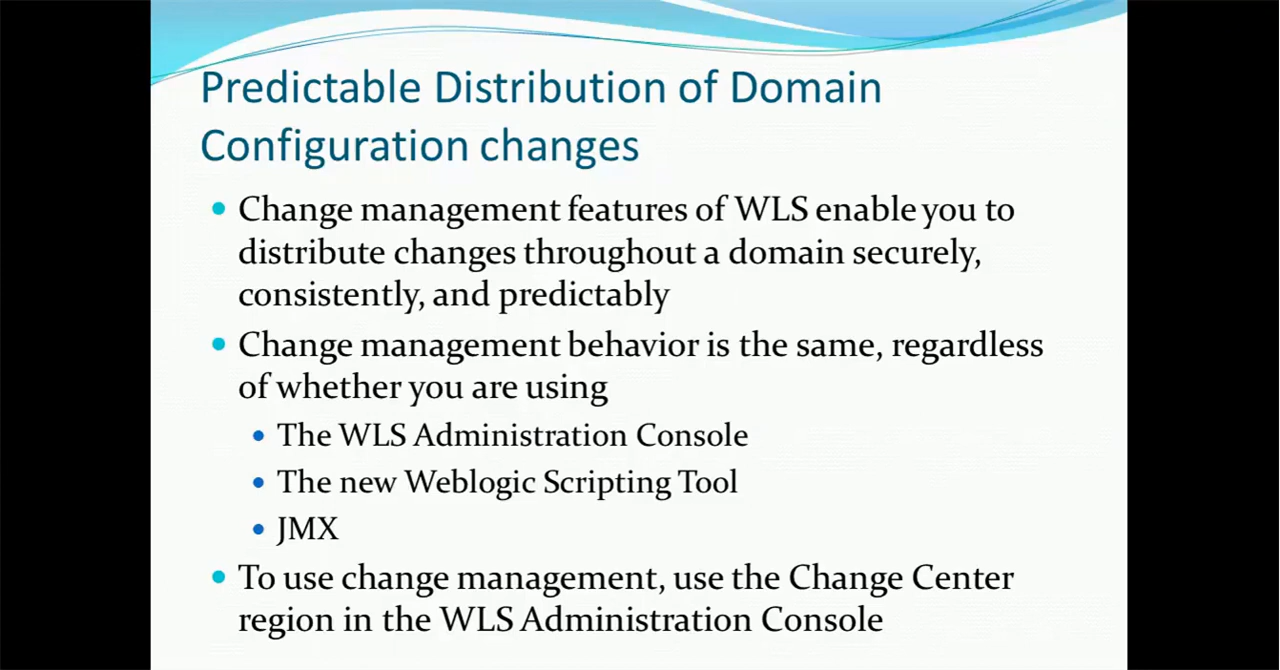 Predictable Distribution of Domain
Configuration changes
• Change management features of WLS enable you to
distribute changes throughout a domain securely,
consistently, and predictably
• Change management behavior is the same, regardless
of whether you are using
• The WLS Administration Console
• The new Weblogic Scripting Tool
• JMX
• To use change management, use the Change Center
region in the WLS Administration Console